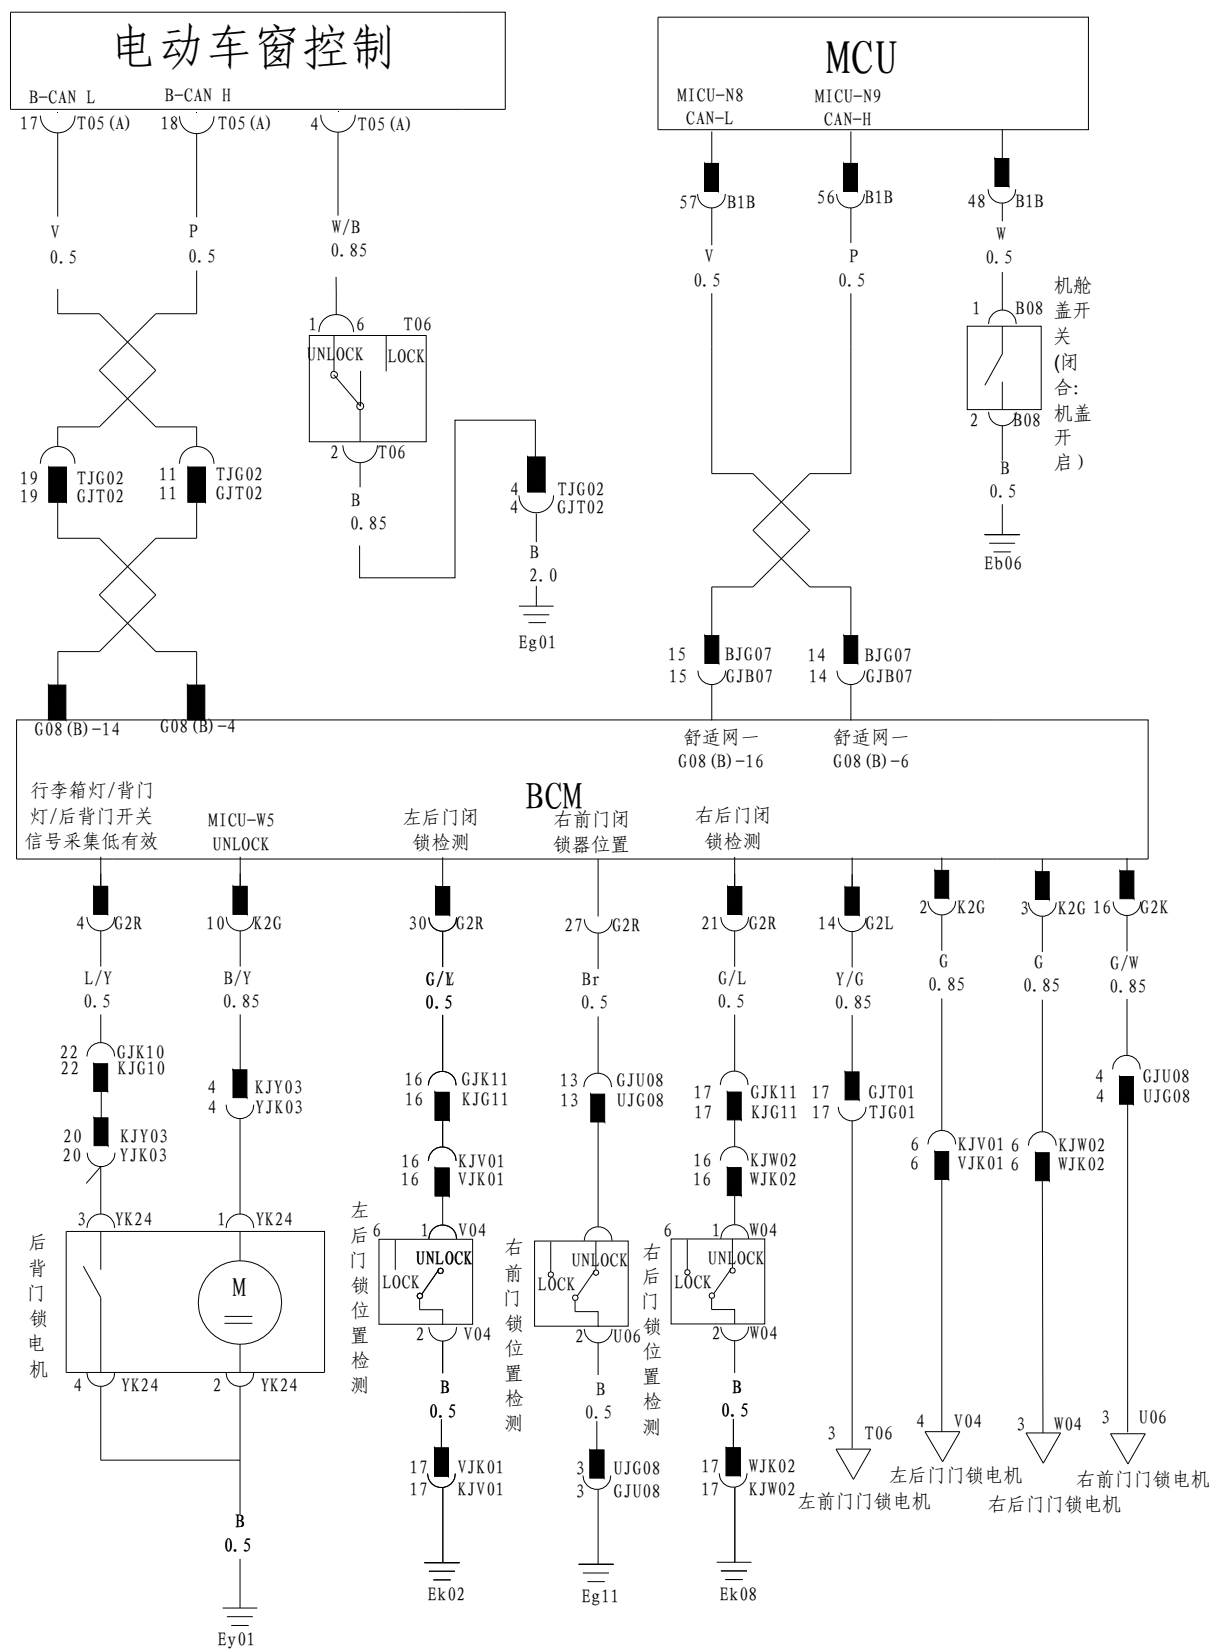 电动车窗控制
B-CAN L
B-CAN H
17 T05(A)
18 T05(A)
4 T05(A)
V
0.5
P
0.5
W/B
0.85
1 6 T06
UNLOCK LOCK
2 T06
B
0.85
19 TJG02
19 GJT02
11 TJG02
11 GJT02
4 TJG02
4 GJT02
B
2.0
Eg01
G08(B)-14
G08(B)-4
MCU
MICU-N8
CAN-L
MICU-N9
CAN-H
57 B1B
56 B1B
48 B1B
V
0.5
P
0.5
W
0.5
1 B08
机舱
盖开
关
(闭
合:
机盖
开
启)
2 B08
B
0.5
Eb06
15 BJG07
15 GJB07
14 BJG07
14 GJB07
舒适网一
G08(B)-16
舒适网一
G08(B)-6
BCM
行李箱灯/背门
灯/后背门开关
信号采集低有效
MICU-W5
UNLOCK
左后门闭
锁检测
右前门闭
锁器位置
右后门闭
锁检测
4 G2R
10 K2G
30 G2R
27 G2R
21 G2R
14 G2L
2 K2G
3 K2G
16 G2K
L/Y
0.5
B/Y
0.85
G/L
0.5
Br
0.5
G/L
0.5
Y/G
0.85
G
0.85
G
0.85
G/W
0.85
22 GJK10
22 KJG10
20 KJY03
20 YJK03
4 KJY03
4 YJK03
16 GJK11
16 KJG11
16 KJV01
16 VJK01
13 GJU08
13 UJG08
17 GJK11
17 KJG11
16 KJW02
16 WJK02
17 GJT01
17 TJG01
6 KJV01
6 VJK01
6 KJW02
6 WJK02
4 GJU08
4 UJG08
3 YK24
1 YK24
后背门锁电机
M
4 YK24
2 YK24
B
0.5
Ey01
左后门锁位置检测
6 1 V04
UNLOCK
LOCK
2 V04
B
0.5
17 VJK01
17 KJV01
Ek02
右前门锁位置检测
UNLOCK
LOCK
2 U06
B
0.5
3 UJG08
3 GJU08
Eg11
右后门锁位置检测
6 1 W04
UNLOCK
LOCK
2 W04
B
0.5
17 WJK02
17 KJW02
Ek08
3 T06
左前门门锁电机
4 V04
左后门门锁电机
3 W04
右后门门锁电机
3 U06
右前门门锁电机